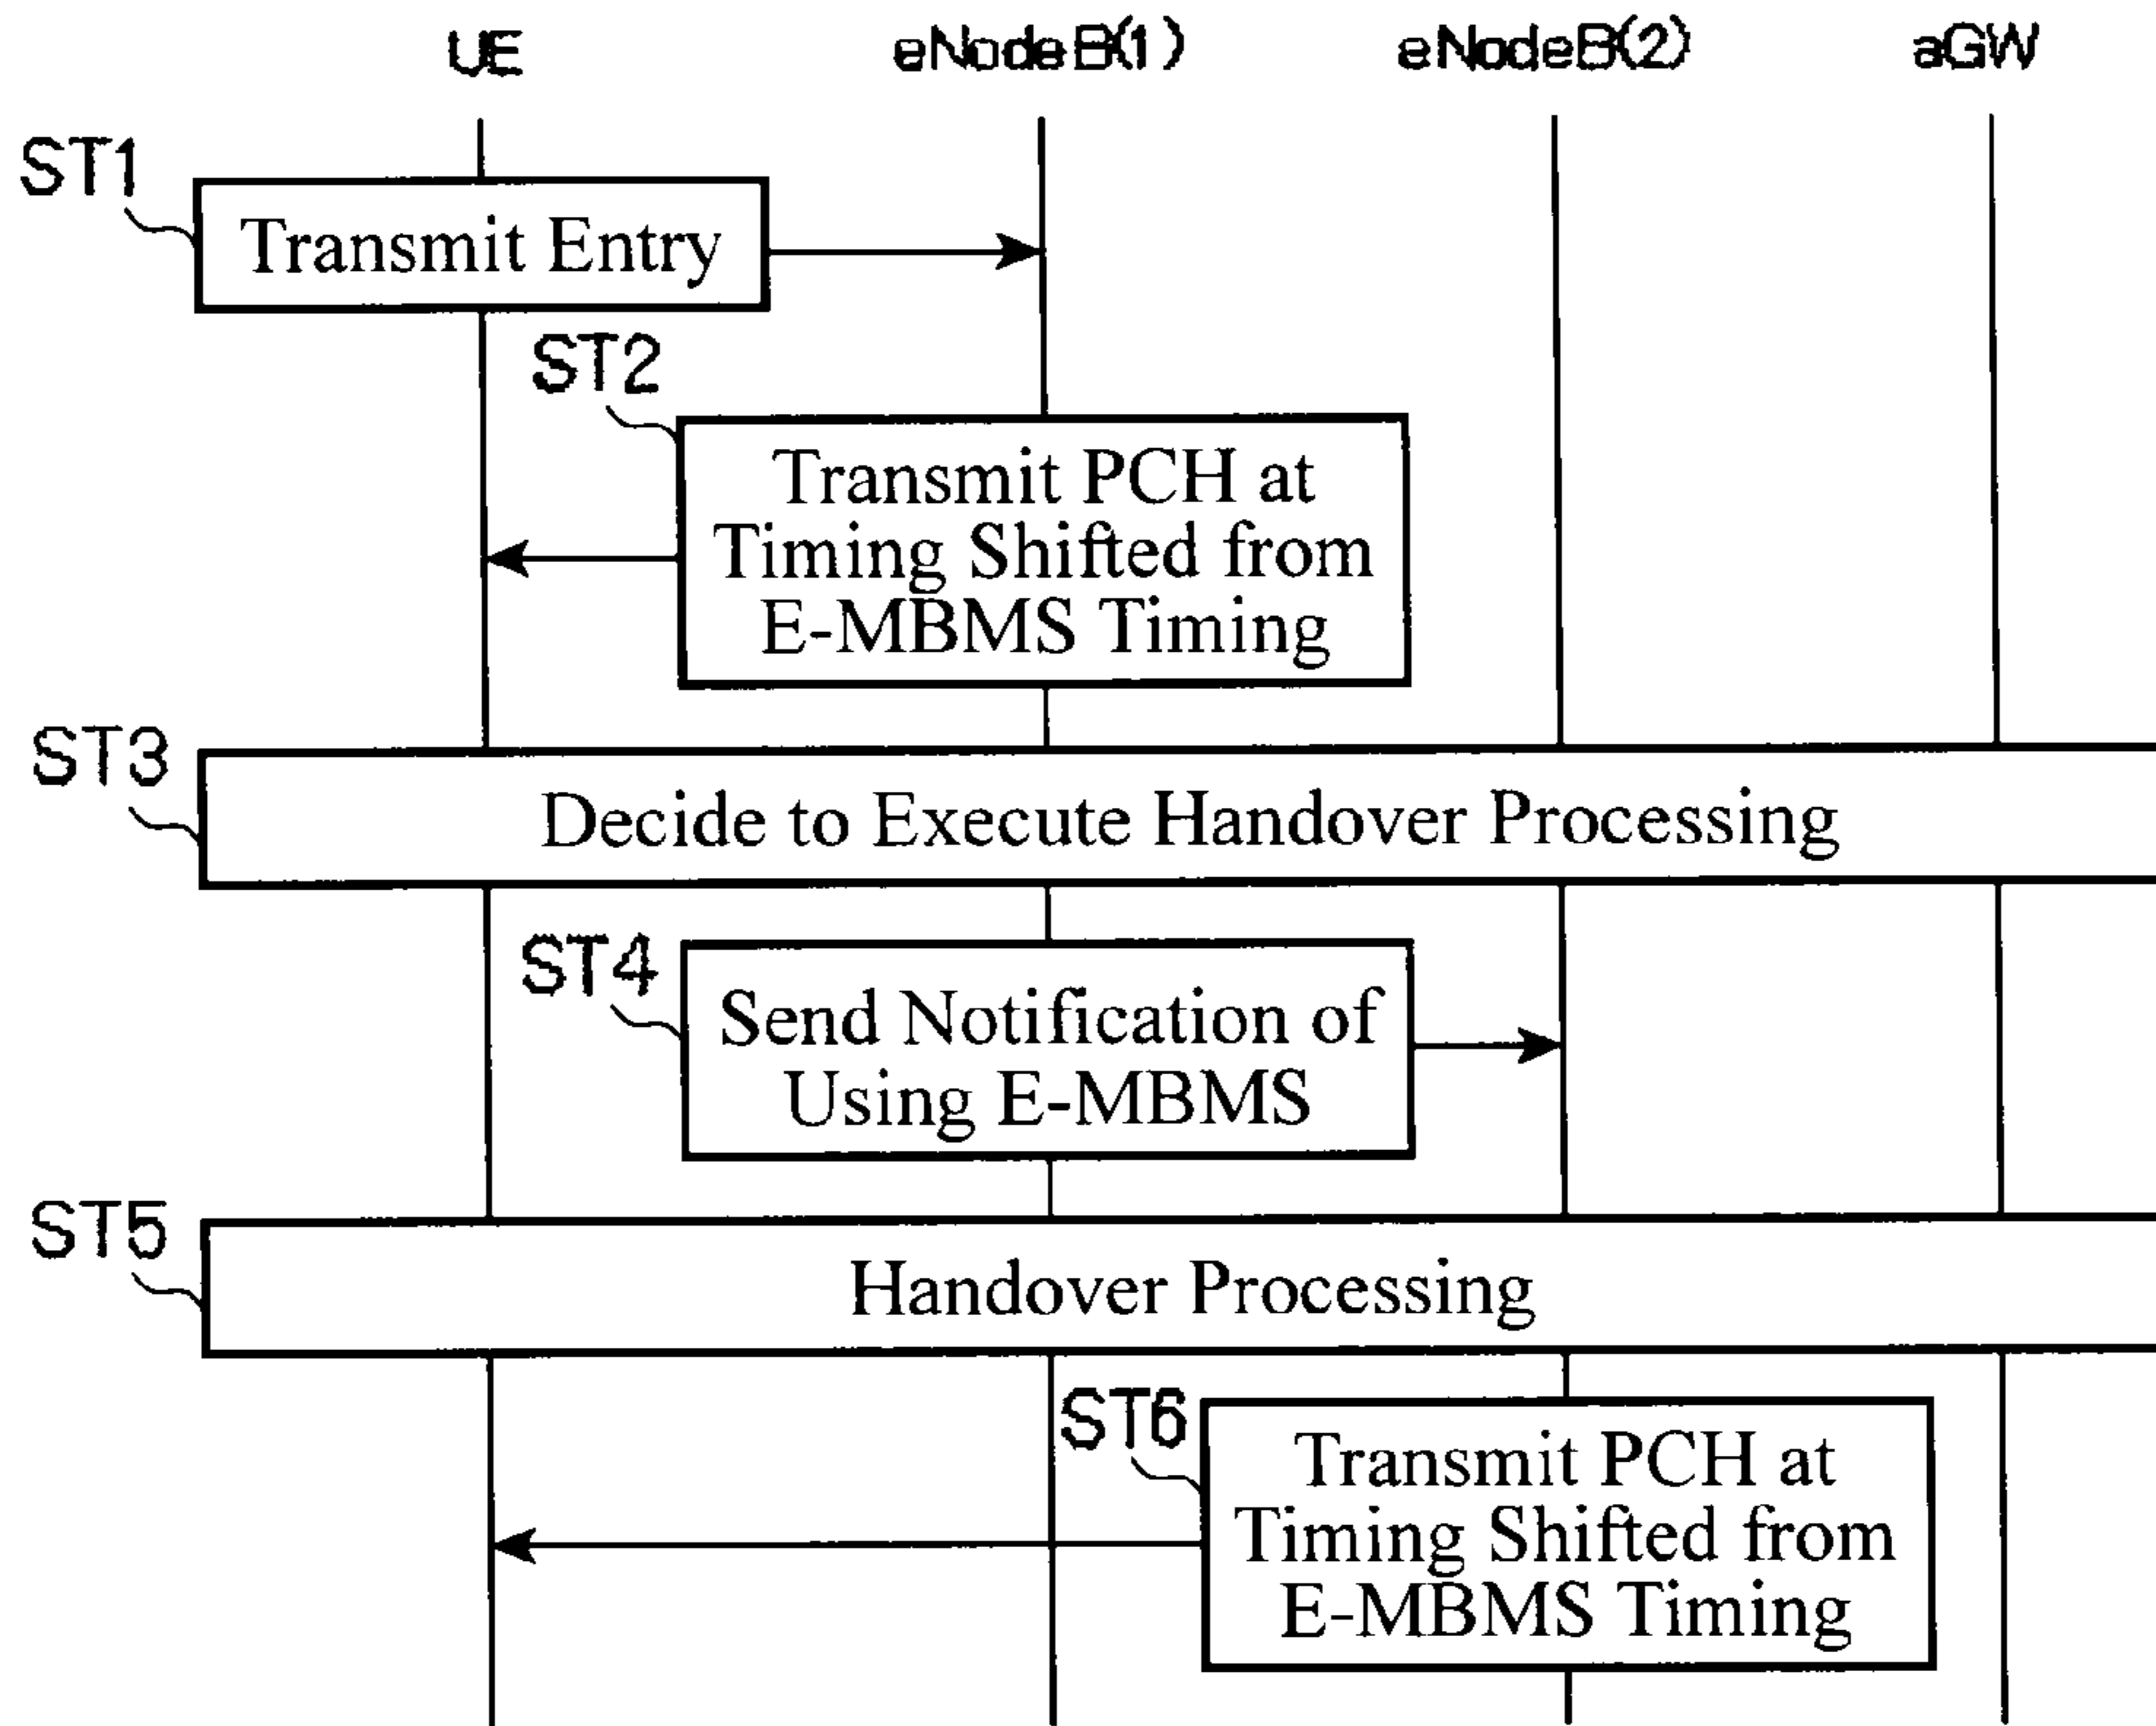 UE eNodeB(1) eNodeB(2) aGW
ST1
Transmit Entry
ST2
Transmit PCH at
Timing Shifted from
E-MBMS Timing
ST3
Decide to Execute Handover Processing
ST4
Send Notification of
Using E-MBMS
ST5
Handover Processing
ST6
Transmit PCH at
Timing Shifted from
E-MBMS Timing